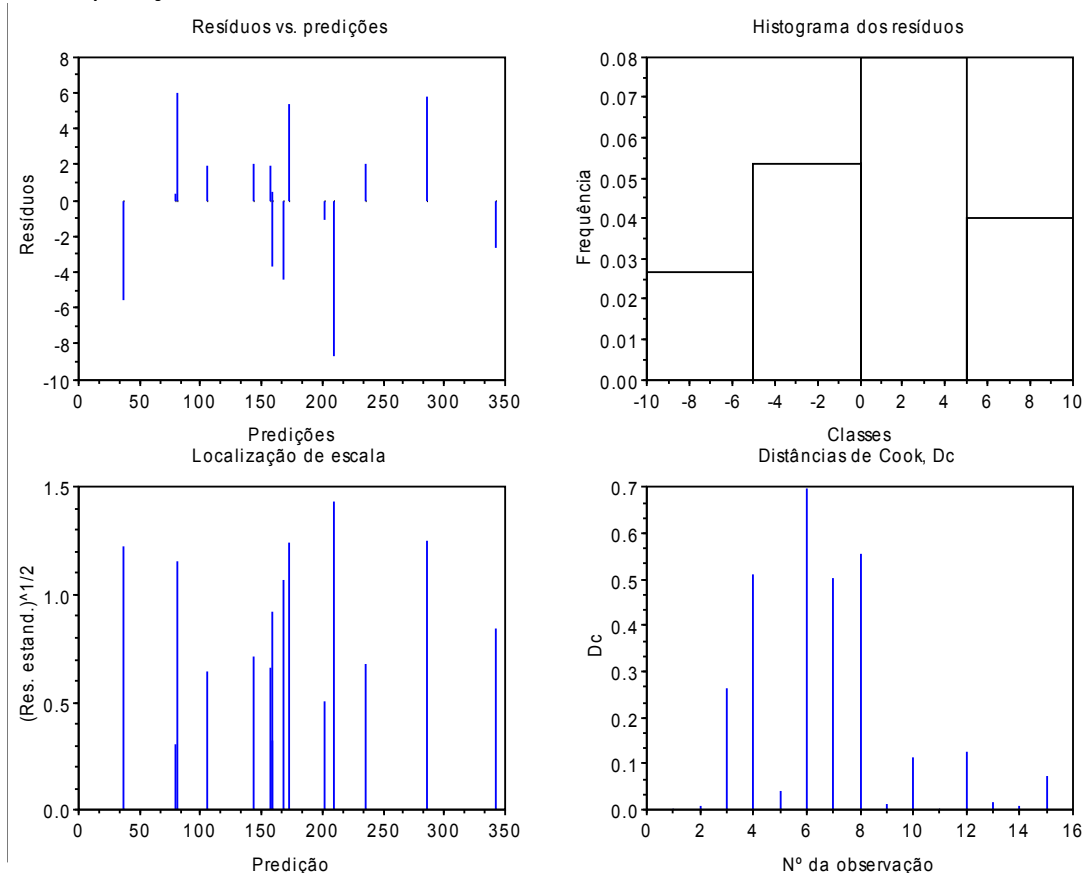 Resíduos vs. predições
8
6
4
2
0
-2
-4
-6
-8
-10
Resíduos
0 50 100 150 200 250 300 350
Predições
Histograma dos resíduos
0.08
0.07
0.06
0.05
0.04
0.03
0.02
0.01
0.00
Frequência
-10 -8 -6 -4 -2 0 2 4 6 8 10
Classes
Localização de escala
1.5
1.0
0.5
0.0
(Res. estand.)^1/2
0 50 100 150 200 250 300 350
Predição
Distâncias de Cook, Dc
0.7
0.6
0.5
0.4
0.3
0.2
0.1
0.0
Dc
0 2 4 6 8 10 12 14 16
Nº da observação